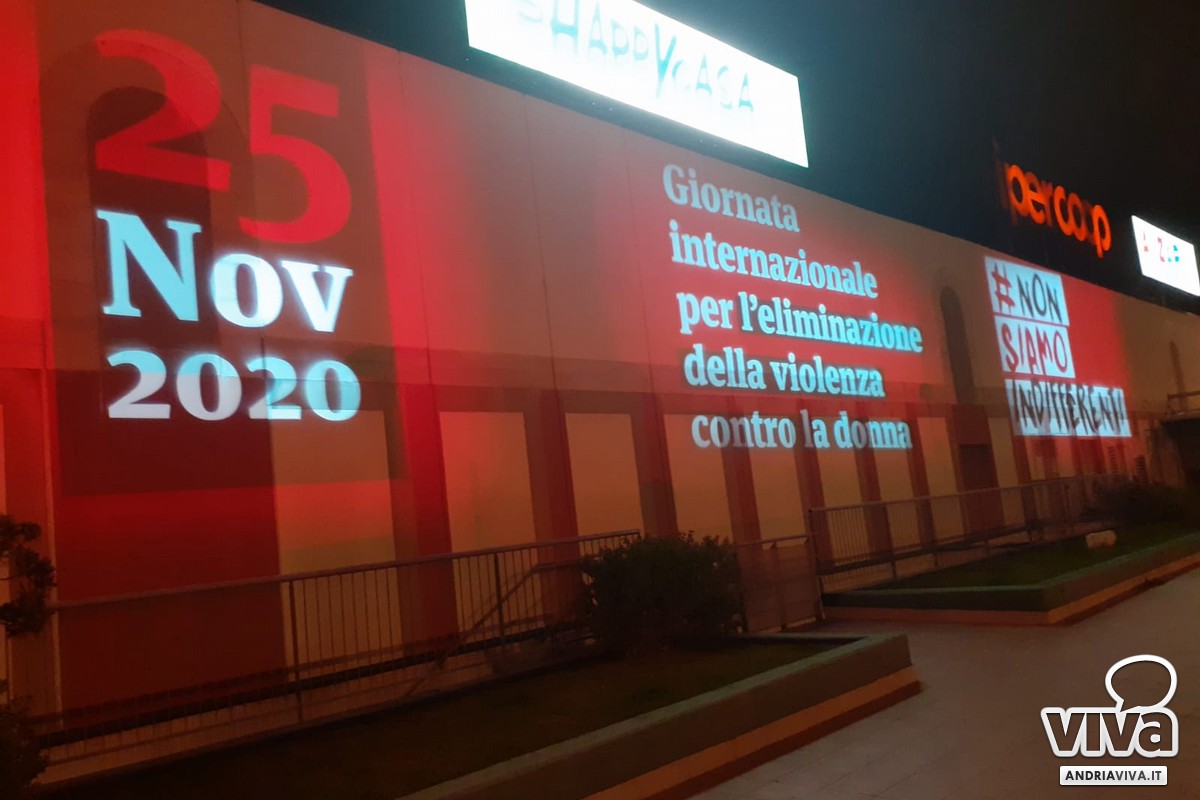 HAPPY CASA
ipercoop
25
Nov
2020
Giornata
internazionale
per l'eliminazione
della violenza
contro la donna
#NON
SIAMO
INDIFFERENTI
viva
ANDRIAVIVA.IT